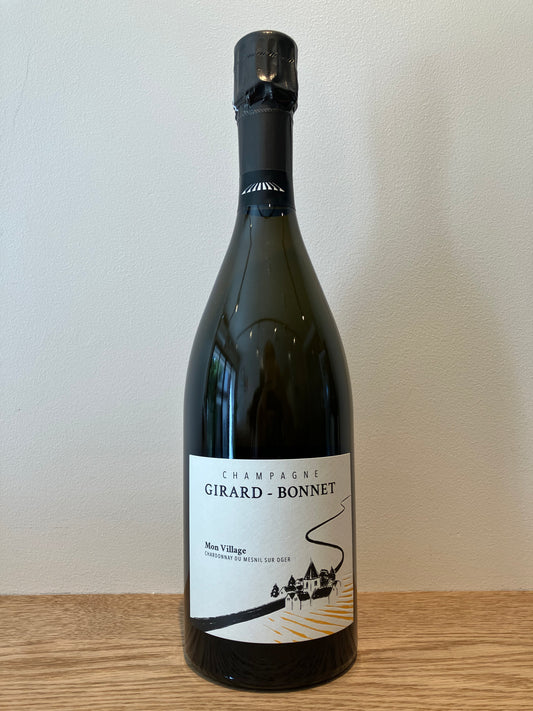 CHAMPAGNE
GIRARD - BONNET
Mon Village
CHARDONNAY DU MESNIL SUR OGER